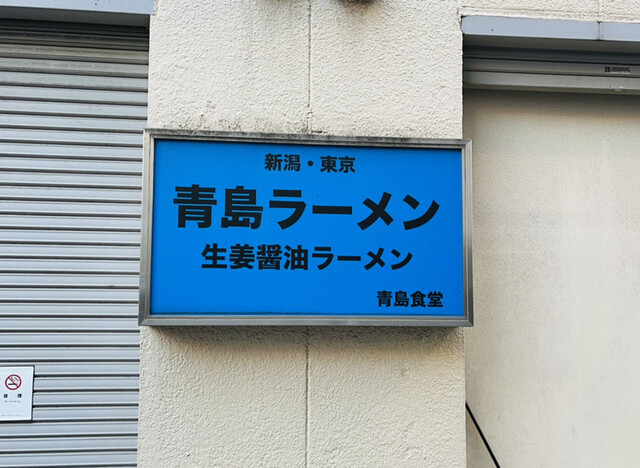 新潟・東京
青島ラーメン
生姜醤油ラーメン
青島食堂